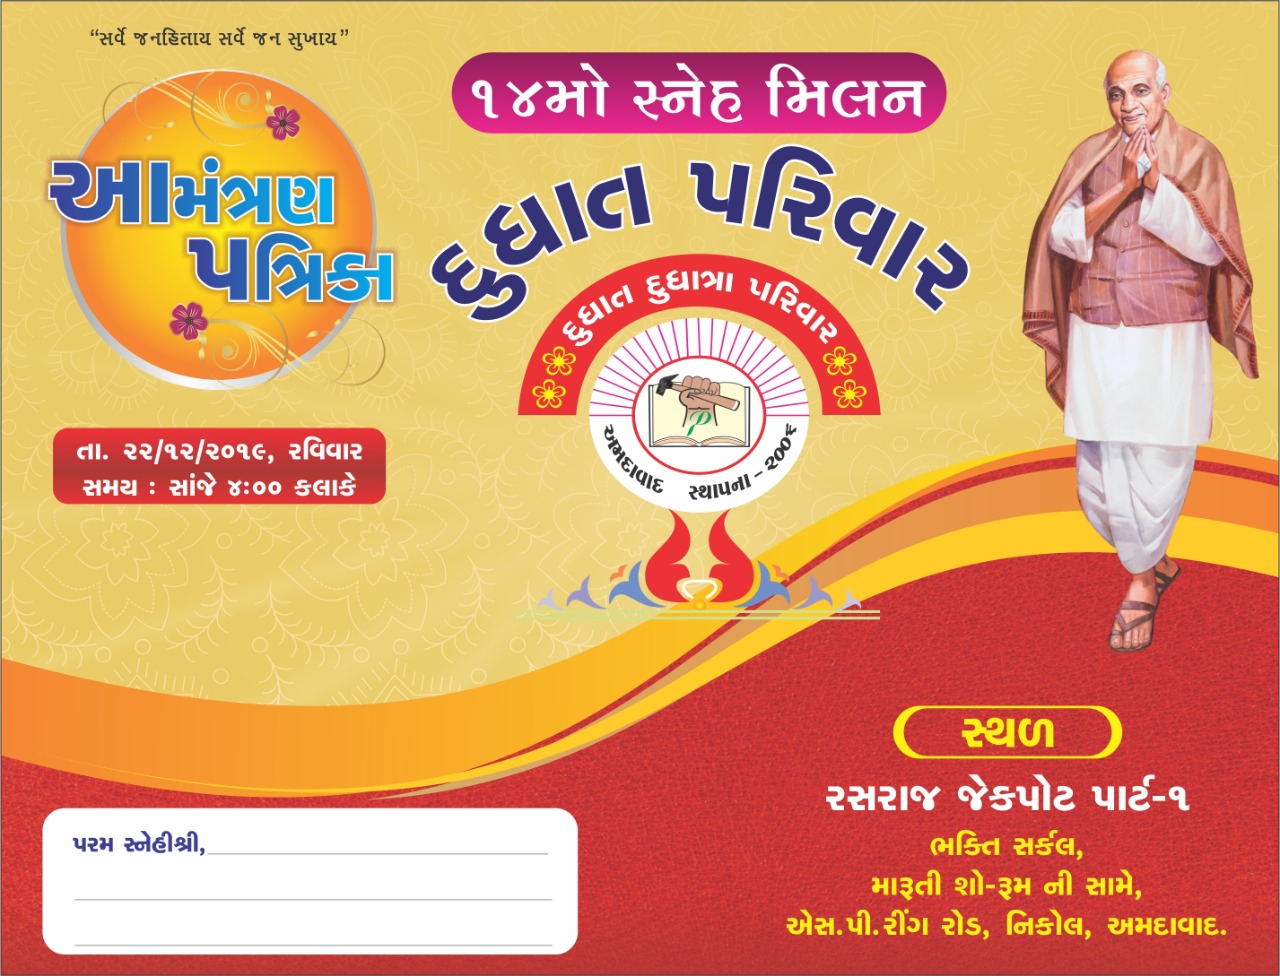 “સર્વે જનહિતાય સર્વે જન સુખાય”
આમંત્રણ
પત્રિકા
૧૪મો સ્નેહ મિલન
દુધાત પરિવાર
દુધાત દુધાત્રા પરિવાર
P
અમદાવાદ સ્થાપના - ૨૦૦૬
તા. ૨૨/૧૨/૨૦૧૯, રવિવાર
સમય : સાંજે ૪:૦૦ કલાકે
સ્થળ
રસરાજ જેકપોટ પાર્ટ-૧
ભક્તિ સર્કલ,
મારૂતી શો-રૂમ ની સામે,
એસ.પી.રીંગ રોડ, નિકોલ, અમદાવાદ.
પરમ સ્નેહીશ્રી,